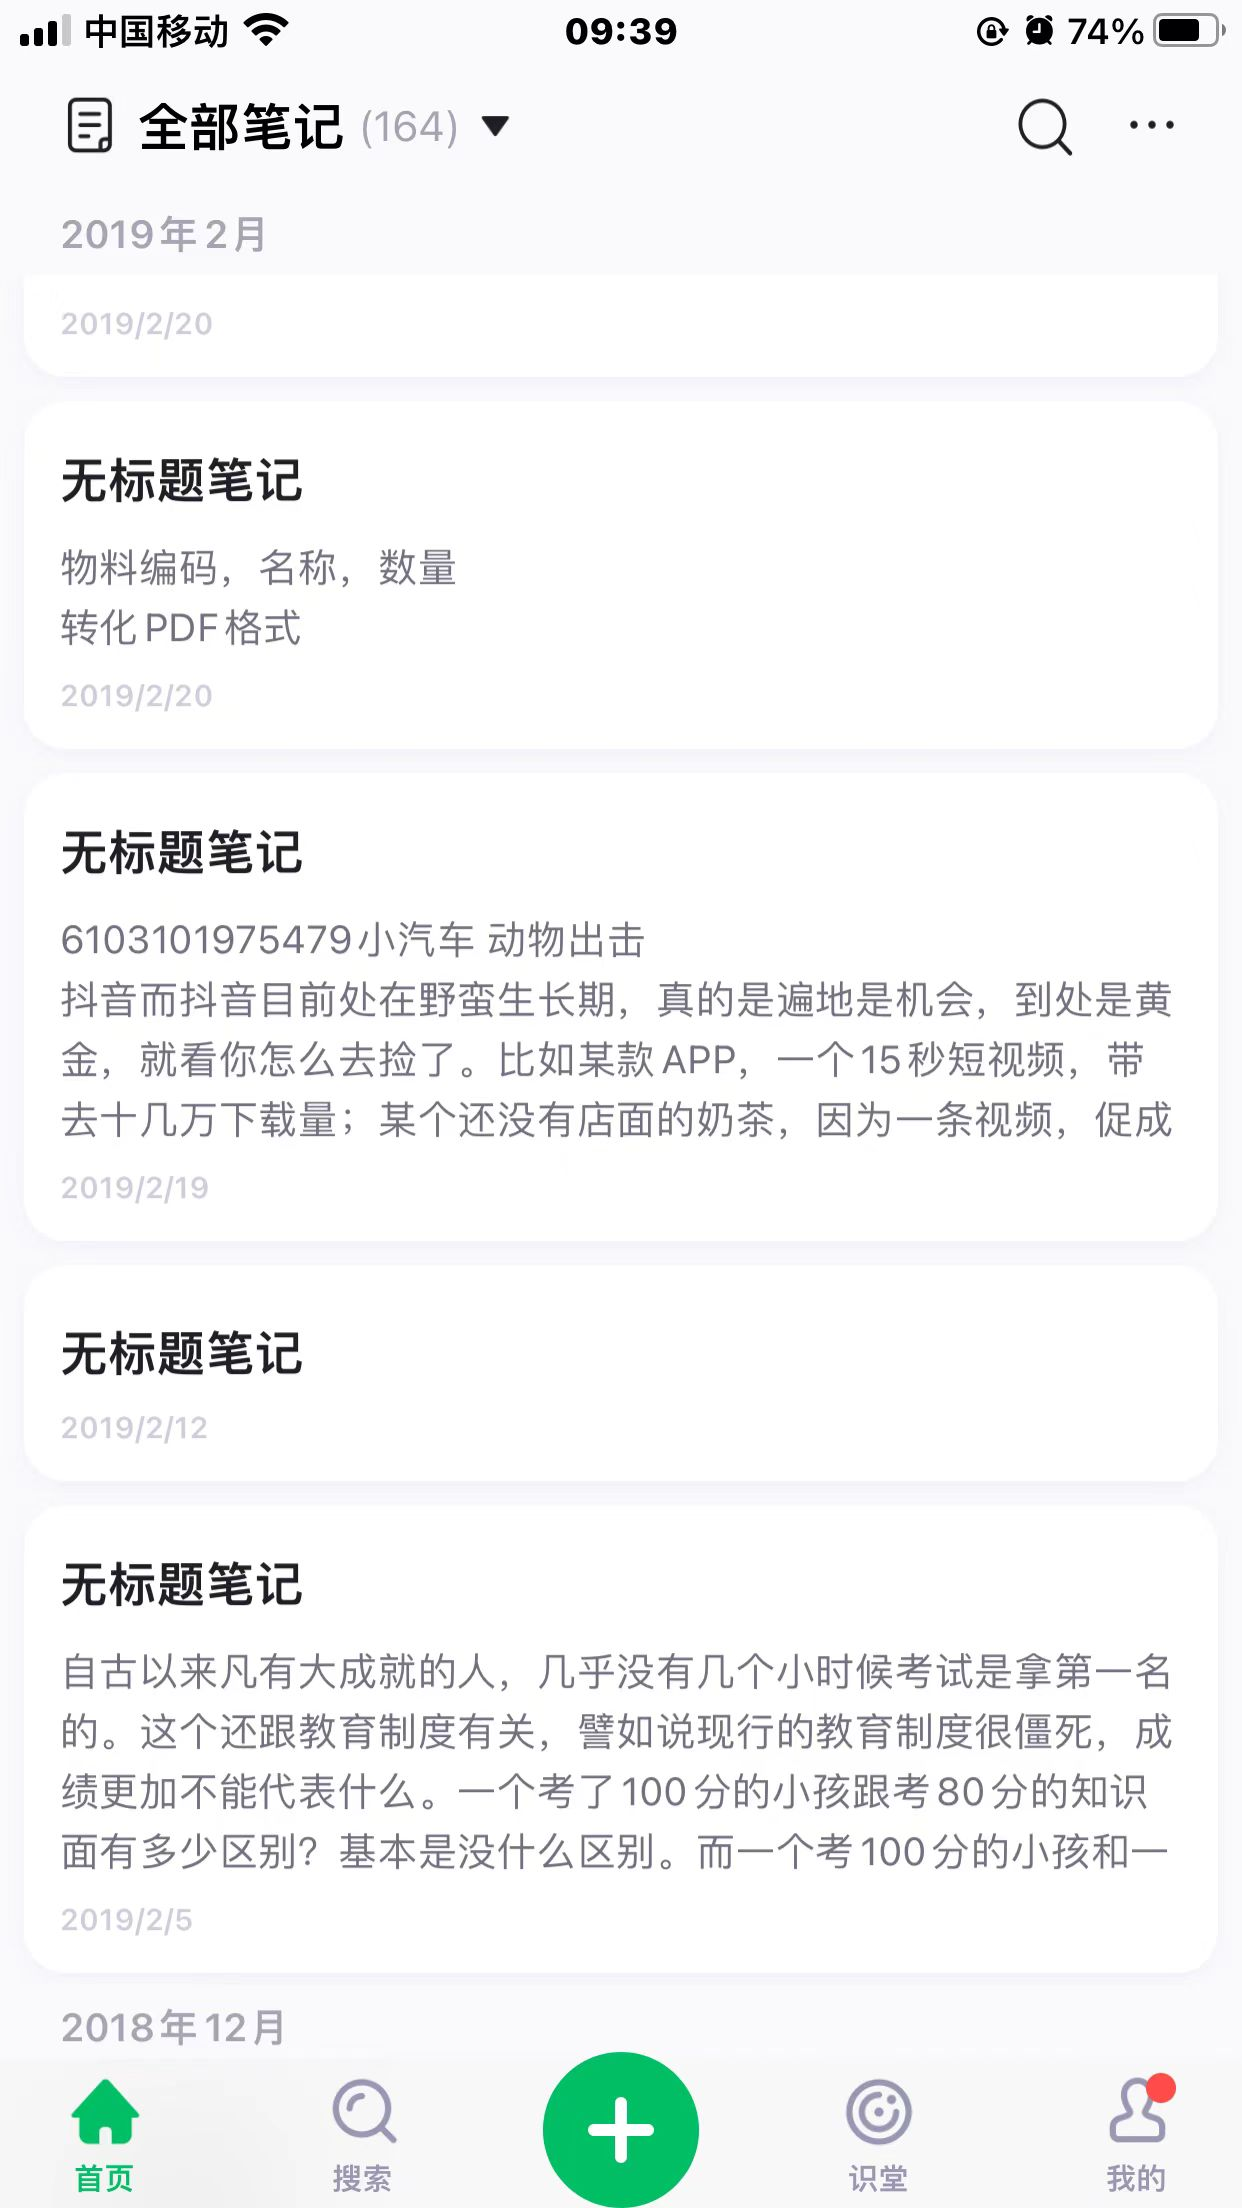 中国移动
09:39
74%
全部笔记 (164)
2019年2月
2019/2/20
无标题笔记
物料编码，名称，数量
转化PDF格式
2019/2/20
无标题笔记
6103101975479小汽车 动物出击
抖音而抖音目前处在野蛮生长期，真的是遍地是机会，到处是黄
金，就看你怎么去捡了。比如某款APP，一个15秒短视频，带
去十几万下载量；某个还没有店面的奶茶，因为一条视频，促成
2019/2/19
无标题笔记
2019/2/12
无标题笔记
自古以来凡有大成就的人，几乎没有几个小时候考试是拿第一名
的。这个还跟教育制度有关，譬如说现行的教育制度很僵死，成
绩更加不能代表什么。一个考了100分的小孩跟考80分的知识
面有多少区别？基本是没什么区别。而一个考100分的小孩和一
2019/2/5
2018年12月
首页
搜索
识堂
我的